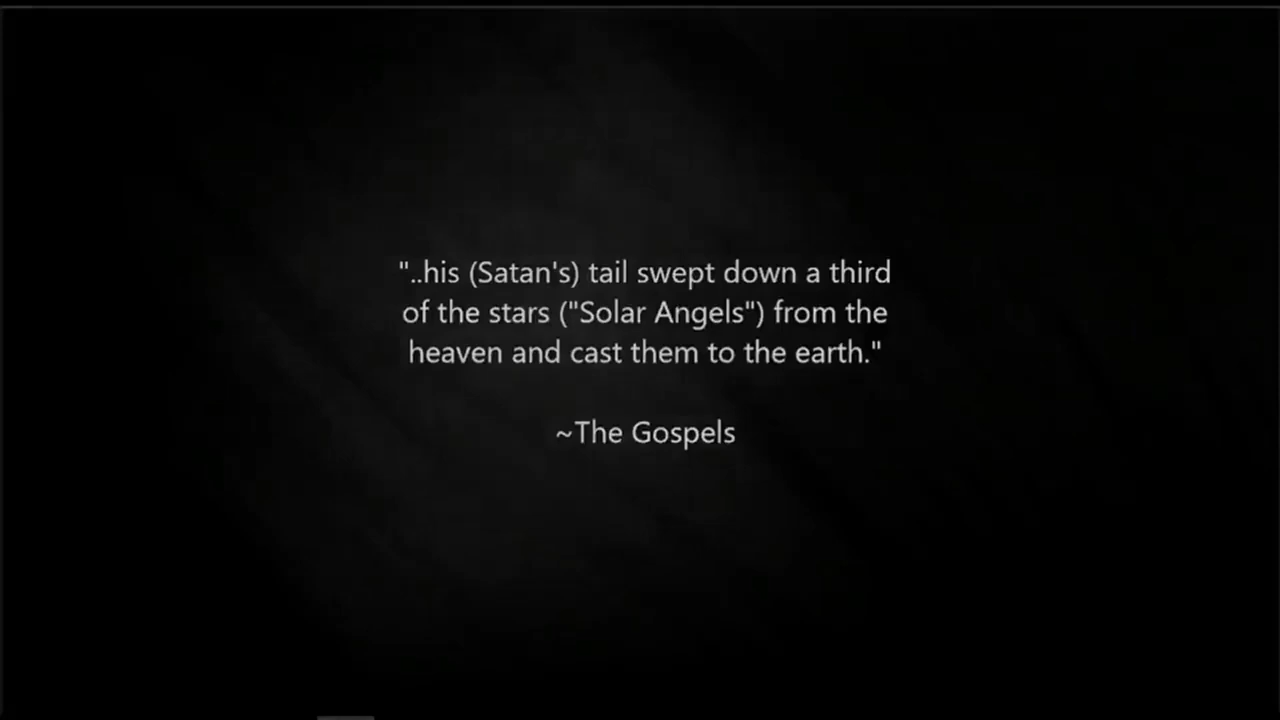 "..his (Satan's) tail swept down a third
of the stars ("Solar Angels") from the
heaven and cast them to the earth."
~The Gospels